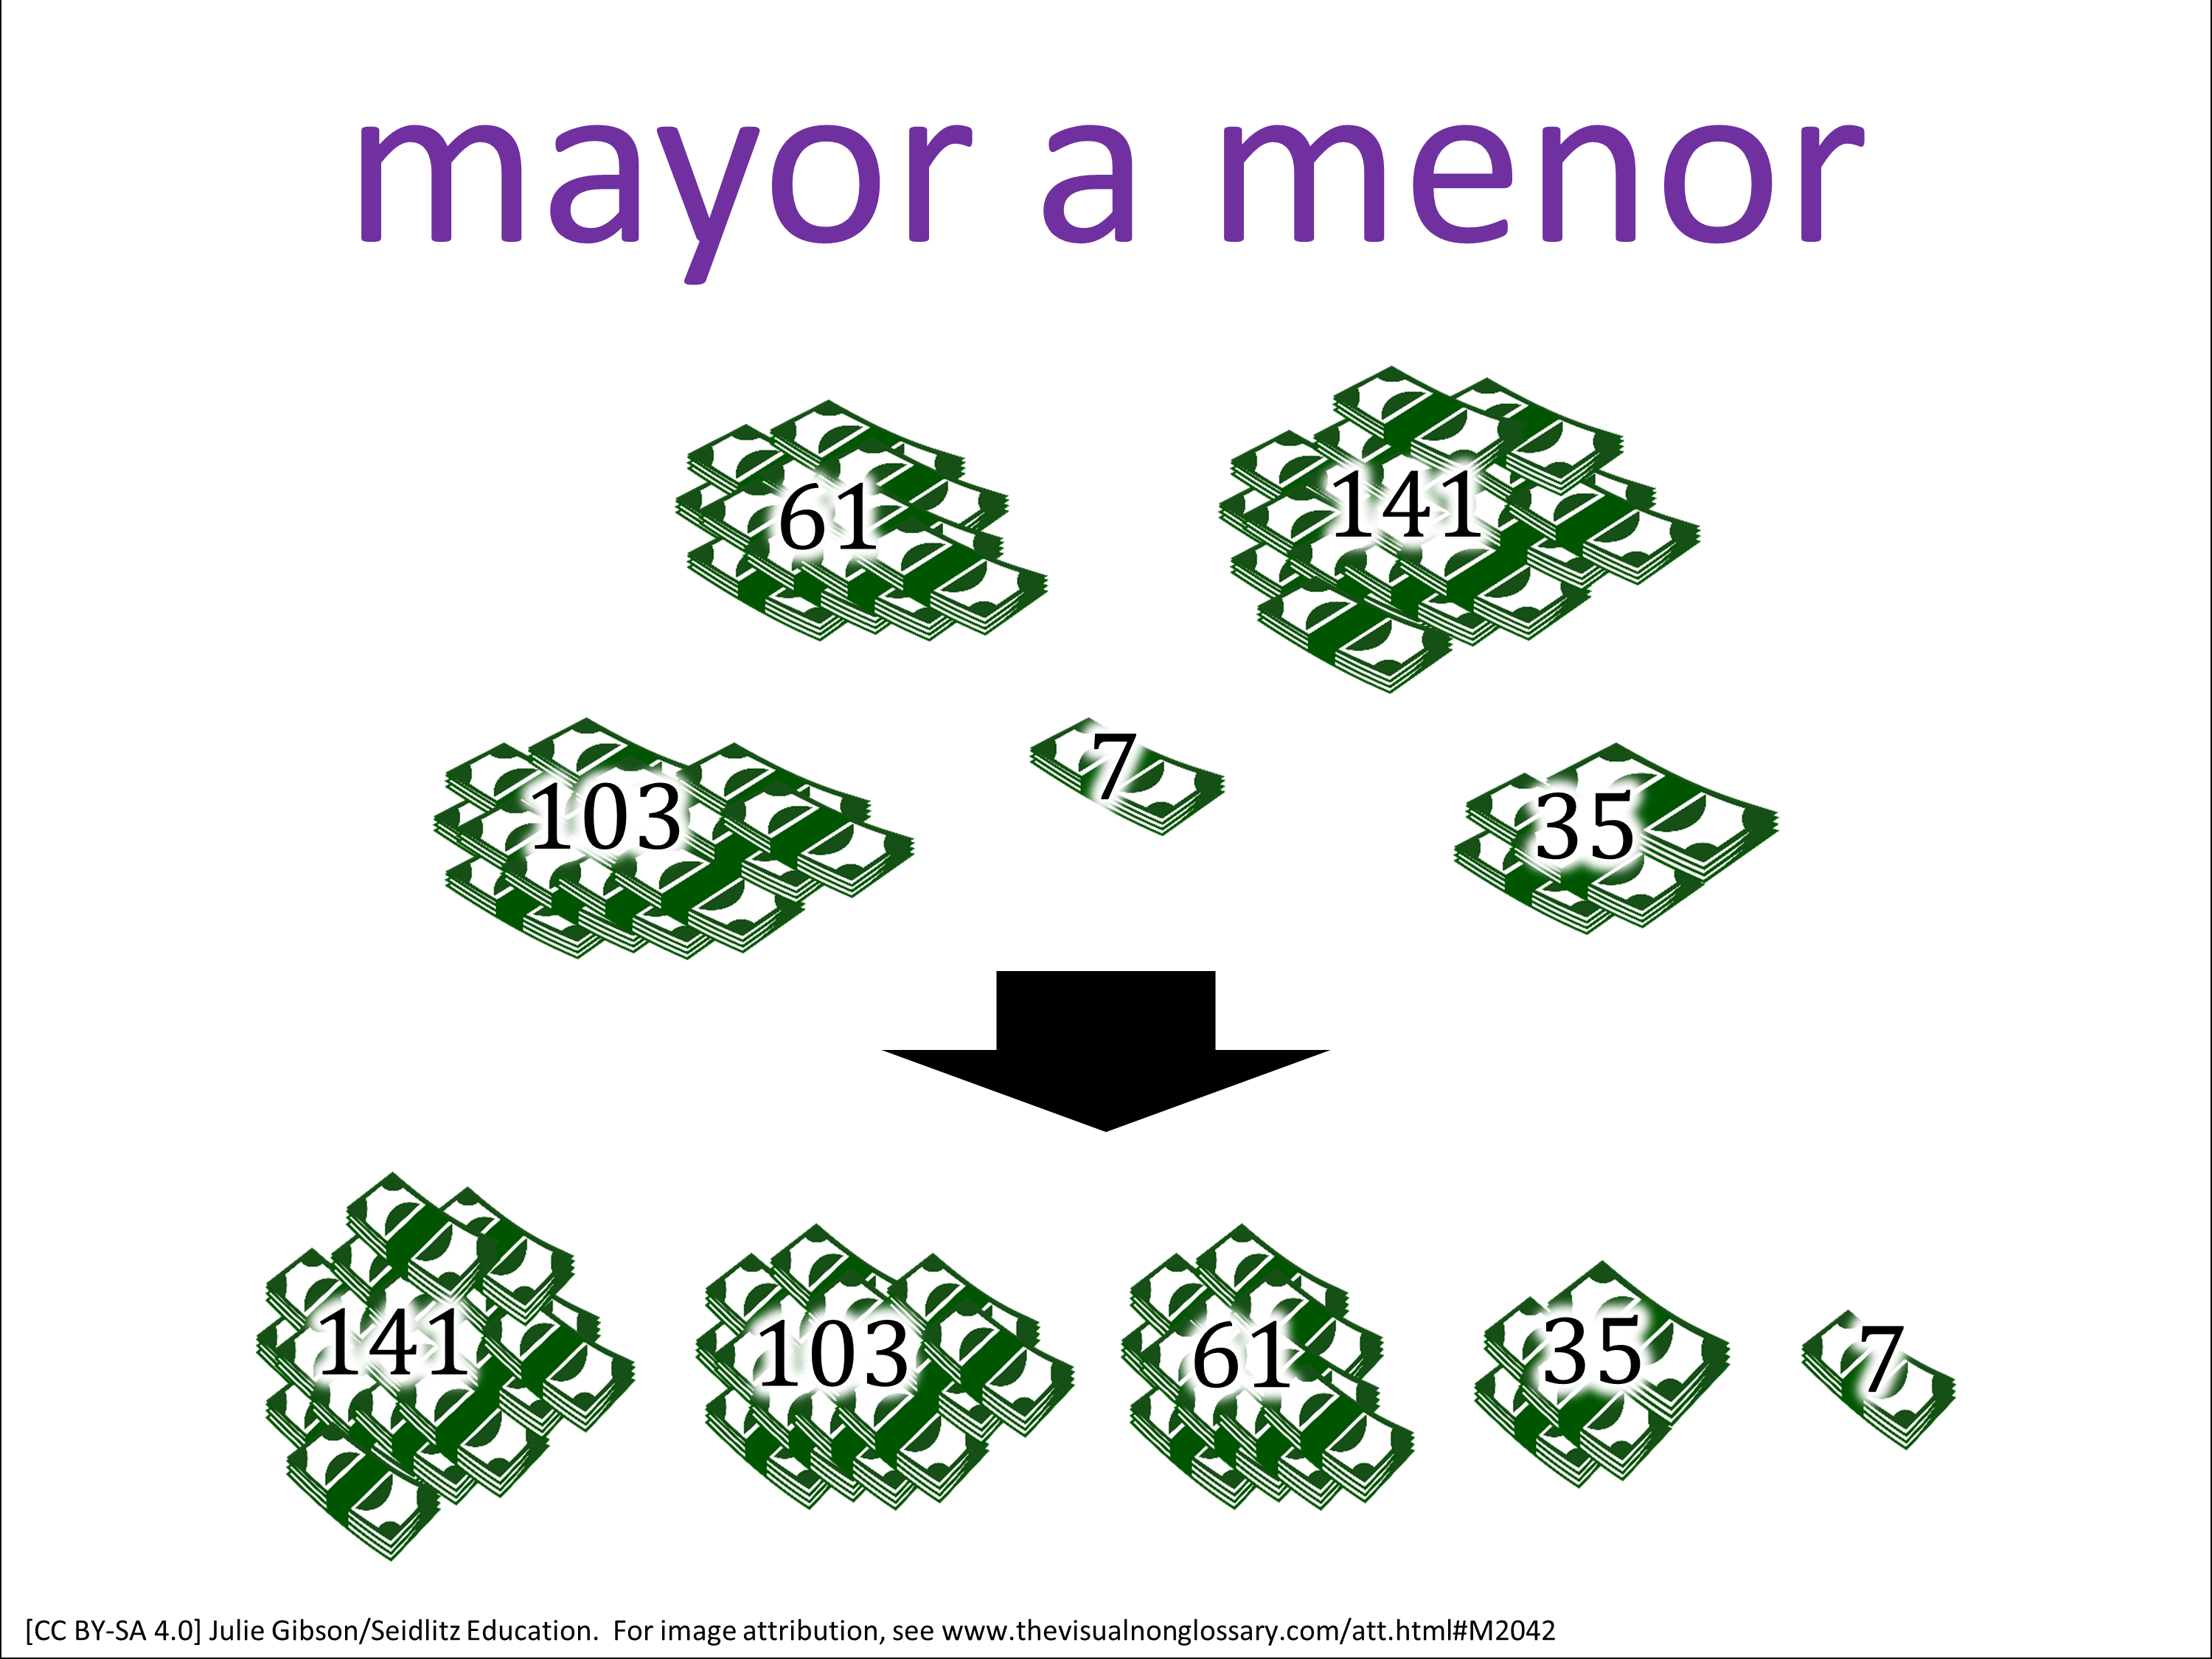 mayor a menor
61 141
103 7 35
141 103 61 35 7
[CC BY-SA 4.0] Julie Gibson/Seidlitz Education.  For image attribution, see www.thevisualnonglossary.com/att.html#M2042